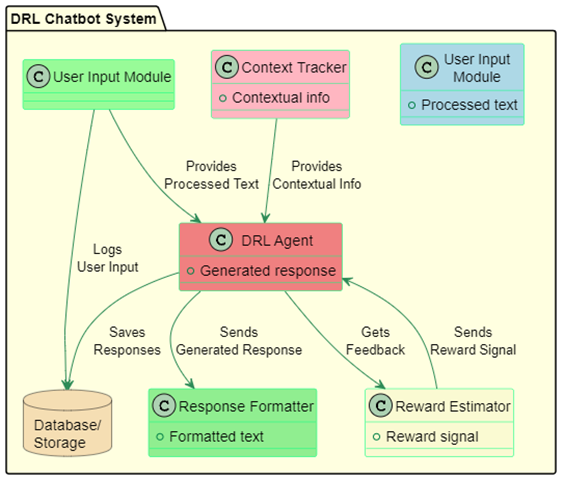 DRL Chatbot System
C User Input Module
C Context Tracker
Contextual info
C User Input
Module
Processed text
Provides
Processed Text
Provides
Contextual Info
C DRL Agent
Generated response
Logs
User Input
Saves
Responses
Sends
Generated Response
Gets
Feedback
Sends
Reward Signal
Database/
Storage
C Response Formatter
Formatted text
C Reward Estimator
Reward signal